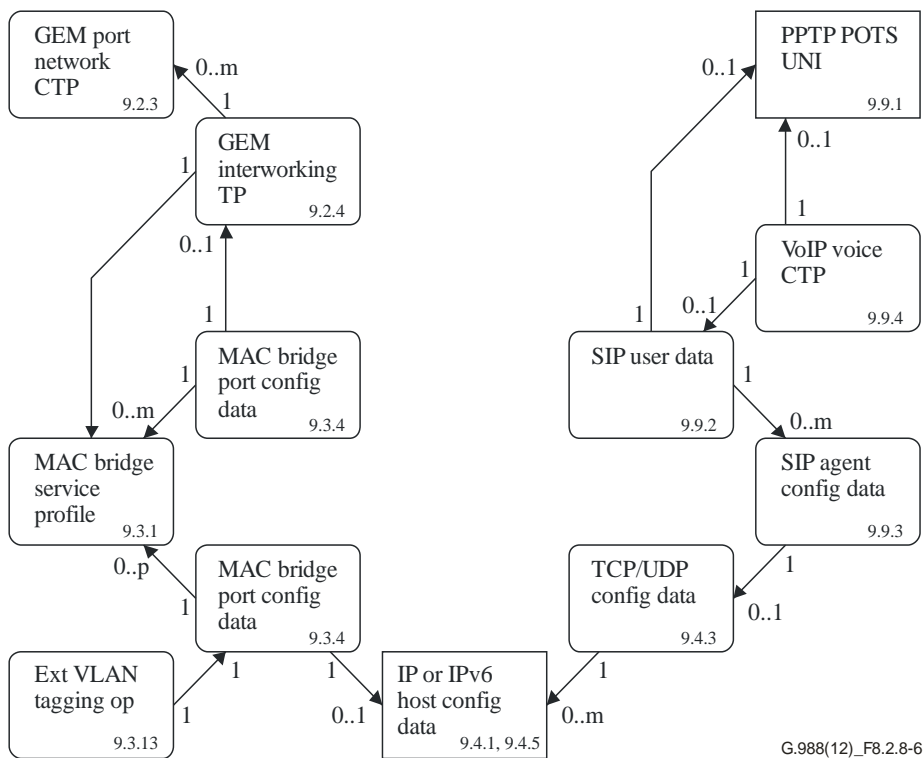 GEM port
network
CTP
9.2.3
0..m
1
PPTP POTS
UNI
9.9.1
0..1
0..1
1
GEM
interworking
TP
9.2.4
1
0..1
1
VoIP voice
CTP
9.9.4
1
0..1
1
MAC bridge
port config
data
9.3.4
1
0..m
SIP user data
9.9.2
1
0..m
MAC bridge
service
profile
9.3.1
0..p
1
SIP agent
config data
9.9.3
1
0..1
MAC bridge
port config
data
9.3.4
1
1
0..1
TCP/UDP
config data
9.4.3
1
0..m
Ext VLAN
tagging op
9.3.13
1
IP or IPv6
host config
data
9.4.1, 9.4.5
G.988(12)_F8.2.8-6